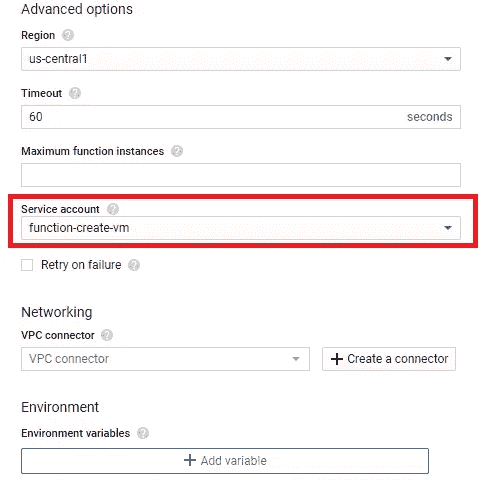 Advanced options
Region
us-central1
Timeout
60 seconds
Maximum function instances
Service account
function-create-vm
Retry on failure
Networking
VPC connector
VPC connector
Create a connector
Environment
Environment variables
Add variable